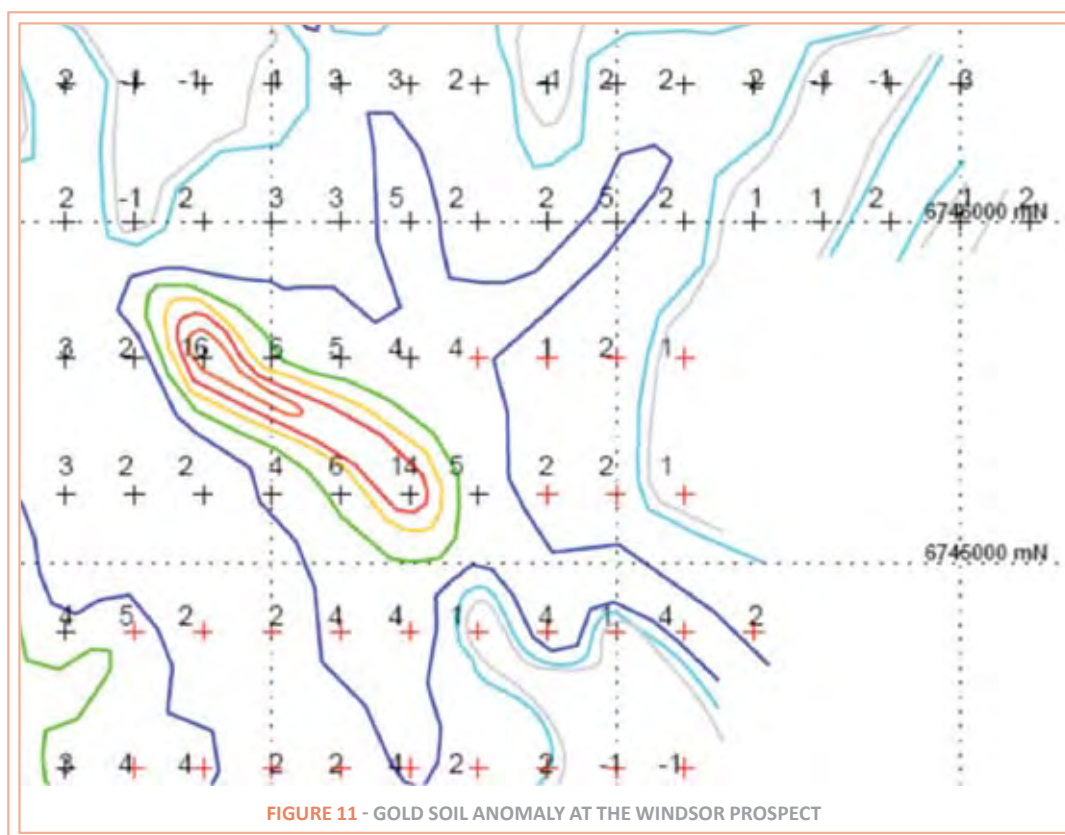 2 -1 -1 4 3 3 2 -1 2 2 -2 -1 -1 3
2 -1 2 3 3 5 2 2 5 2 1 1 2 1 2
6746000 mN
3 2 16 5 5 4 4 1 2 1
3 2 2 4 6 14 5 2 2 1
6745000 mN
4 5 2 2 4 4 1 4 1 4 2
3 4 4 2 2 4 2 2 -1 -1
FIGURE 11 - GOLD SOIL ANOMALY AT THE WINDSOR PROSPECT